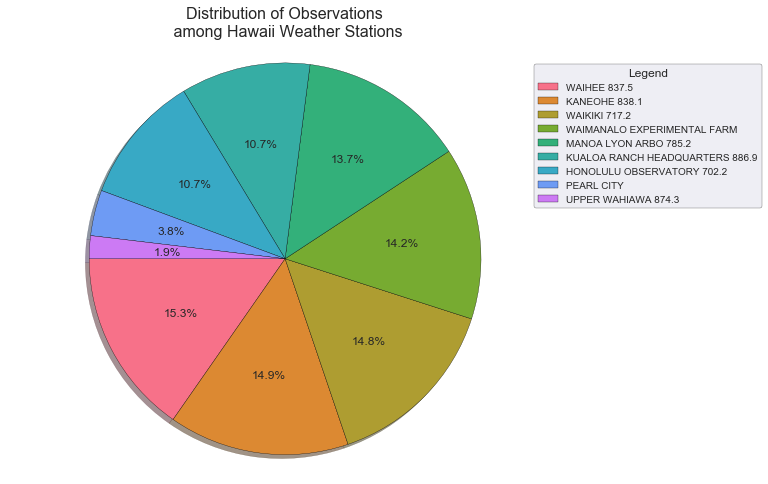 Distribution of Observations
among Hawaii Weather Stations
Legend
WAIHEE 837.5
KANEOHE 838.1
WAIKIKI 717.2
WAIMANALO EXPERIMENTAL FARM
MANOA LYON ARBO 785.2
KUALOA RANCH HEADQUARTERS 886.9
HONOLULU OBSERVATORY 702.2
PEARL CITY
UPPER WAHIAWA 874.3
10.7%
13.7%
10.7%
3.8%
14.2%
1.9%
15.3%
14.8%
14.9%